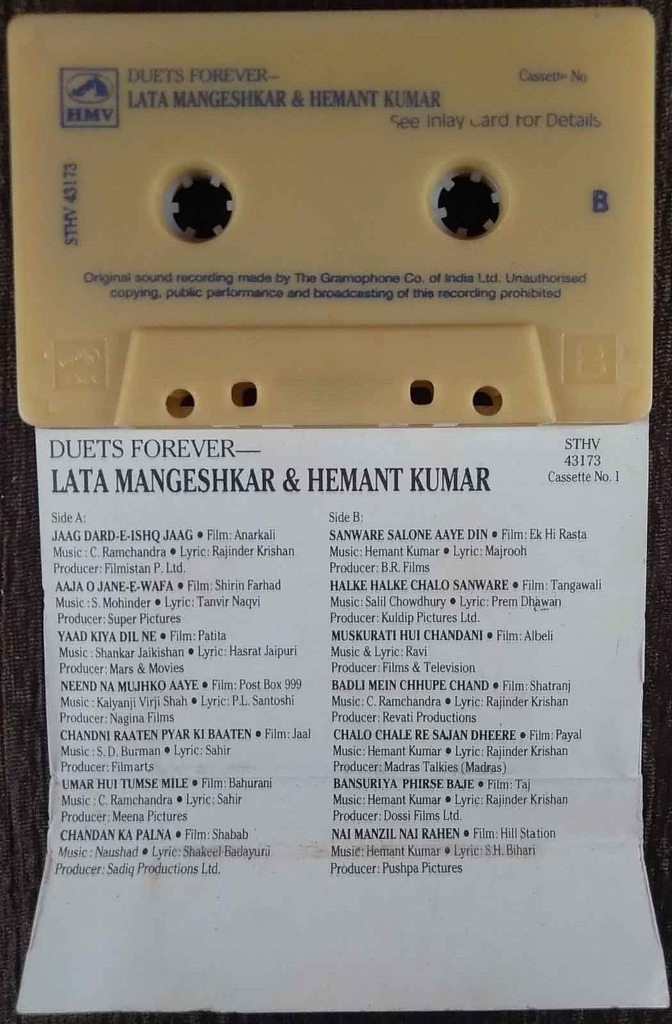 HMV
DUETS FOREVER—
LATA MANGESHKAR & HEMANT KUMAR
Cassette No
See Inlay Card for Details
STHV 43173
B
Original sound recording made by The Gramophone Co. of India Ltd. Unauthorised
copying, public performance and broadcasting of this recording prohibited
B
DUETS FOREVER—
LATA MANGESHKAR & HEMANT KUMAR
STHV
43173
Cassette No. 1
Side A:
JAAG DARD-E-ISHQ JAAG • Film: Anarkali
Music: C. Ramchandra • Lyric: Rajinder Krishan
Producer: Filmistan P. Ltd.
AAJA O JANE-E-WAFA • Film: Shirin Farhad
Music: S. Mohinder • Lyric: Tanvir Naqvi
Producer: Super Pictures
YAAD KIYA DIL NE • Film: Patita
Music: Shankar Jaikishan • Lyric: Hasrat Jaipuri
Producer: Mars & Movies
NEEND NA MUJHKO AAYE • Film: Post Box 999
Music: Kalyanji Virji Shah • Lyric: P.L. Santoshi
Producer: Nagina Films
CHANDNI RAATEN PYAR KI BAATEN • Film: Jaal
Music: S.D. Burman • Lyric: Sahir
Producer: Filmarts
UMAR HUI TUMSE MILE • Film: Bahurani
Music: C. Ramchandra • Lyric: Sahir
Producer: Meena Pictures
CHANDAN KA PALNA • Film: Shabab
Music: Naushad • Lyric: Shakeel Badayuni
Producer: Sadiq Productions Ltd.
Side B:
SANWARE SALONE AAYE DIN • Film: Ek Hi Rasta
Music: Hemant Kumar • Lyric: Majrooh
Producer: B.R. Films
HALKE HALKE CHALO SANWARE • Film: Tangawali
Music: Salil Chowdhury • Lyric: Prem Dhawan
Producer: Kuldip Pictures Ltd.
MUSKURATI HUI CHANDANI • Film: Albeli
Music & Lyric: Ravi
Producer: Films & Television
BADLI MEIN CHHUPE CHAND • Film: Shatranj
Music: C. Ramchandra • Lyric: Rajinder Krishan
Producer: Revati Productions
CHALO CHALE RE SAJAN DHEERE • Film: Payal
Music: Hemant Kumar • Lyric: Rajinder Krishan
Producer: Madras Talkies (Madras)
BANSURIYA PHIRSE BAJE • Film: Taj
Music: Hemant Kumar • Lyric: Rajinder Krishan
Producer: Dossi Films Ltd.
NAI MANZIL NAI RAHEN • Film: Hill Station
Music: Hemant Kumar • Lyric: S.H. Bihari
Producer: Pushpa Pictures